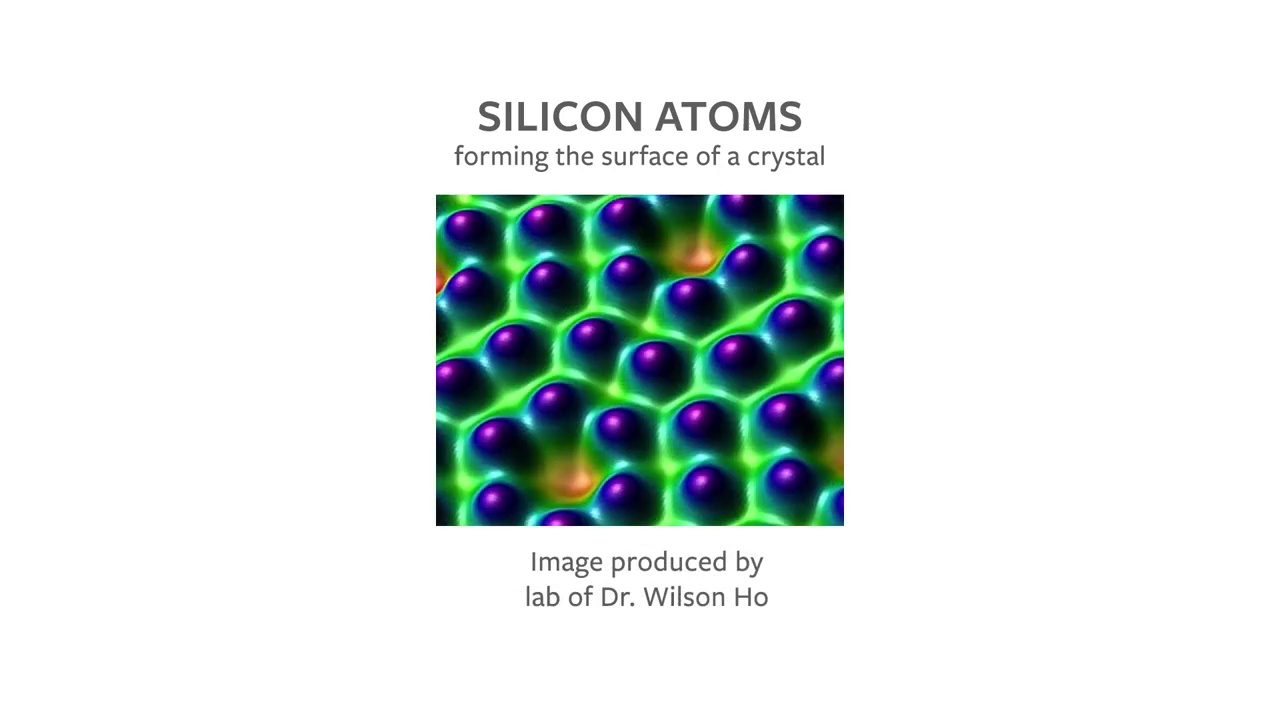 SILICON ATOMS
forming the surface of a crystal
Image produced by
lab of Dr. Wilson Ho